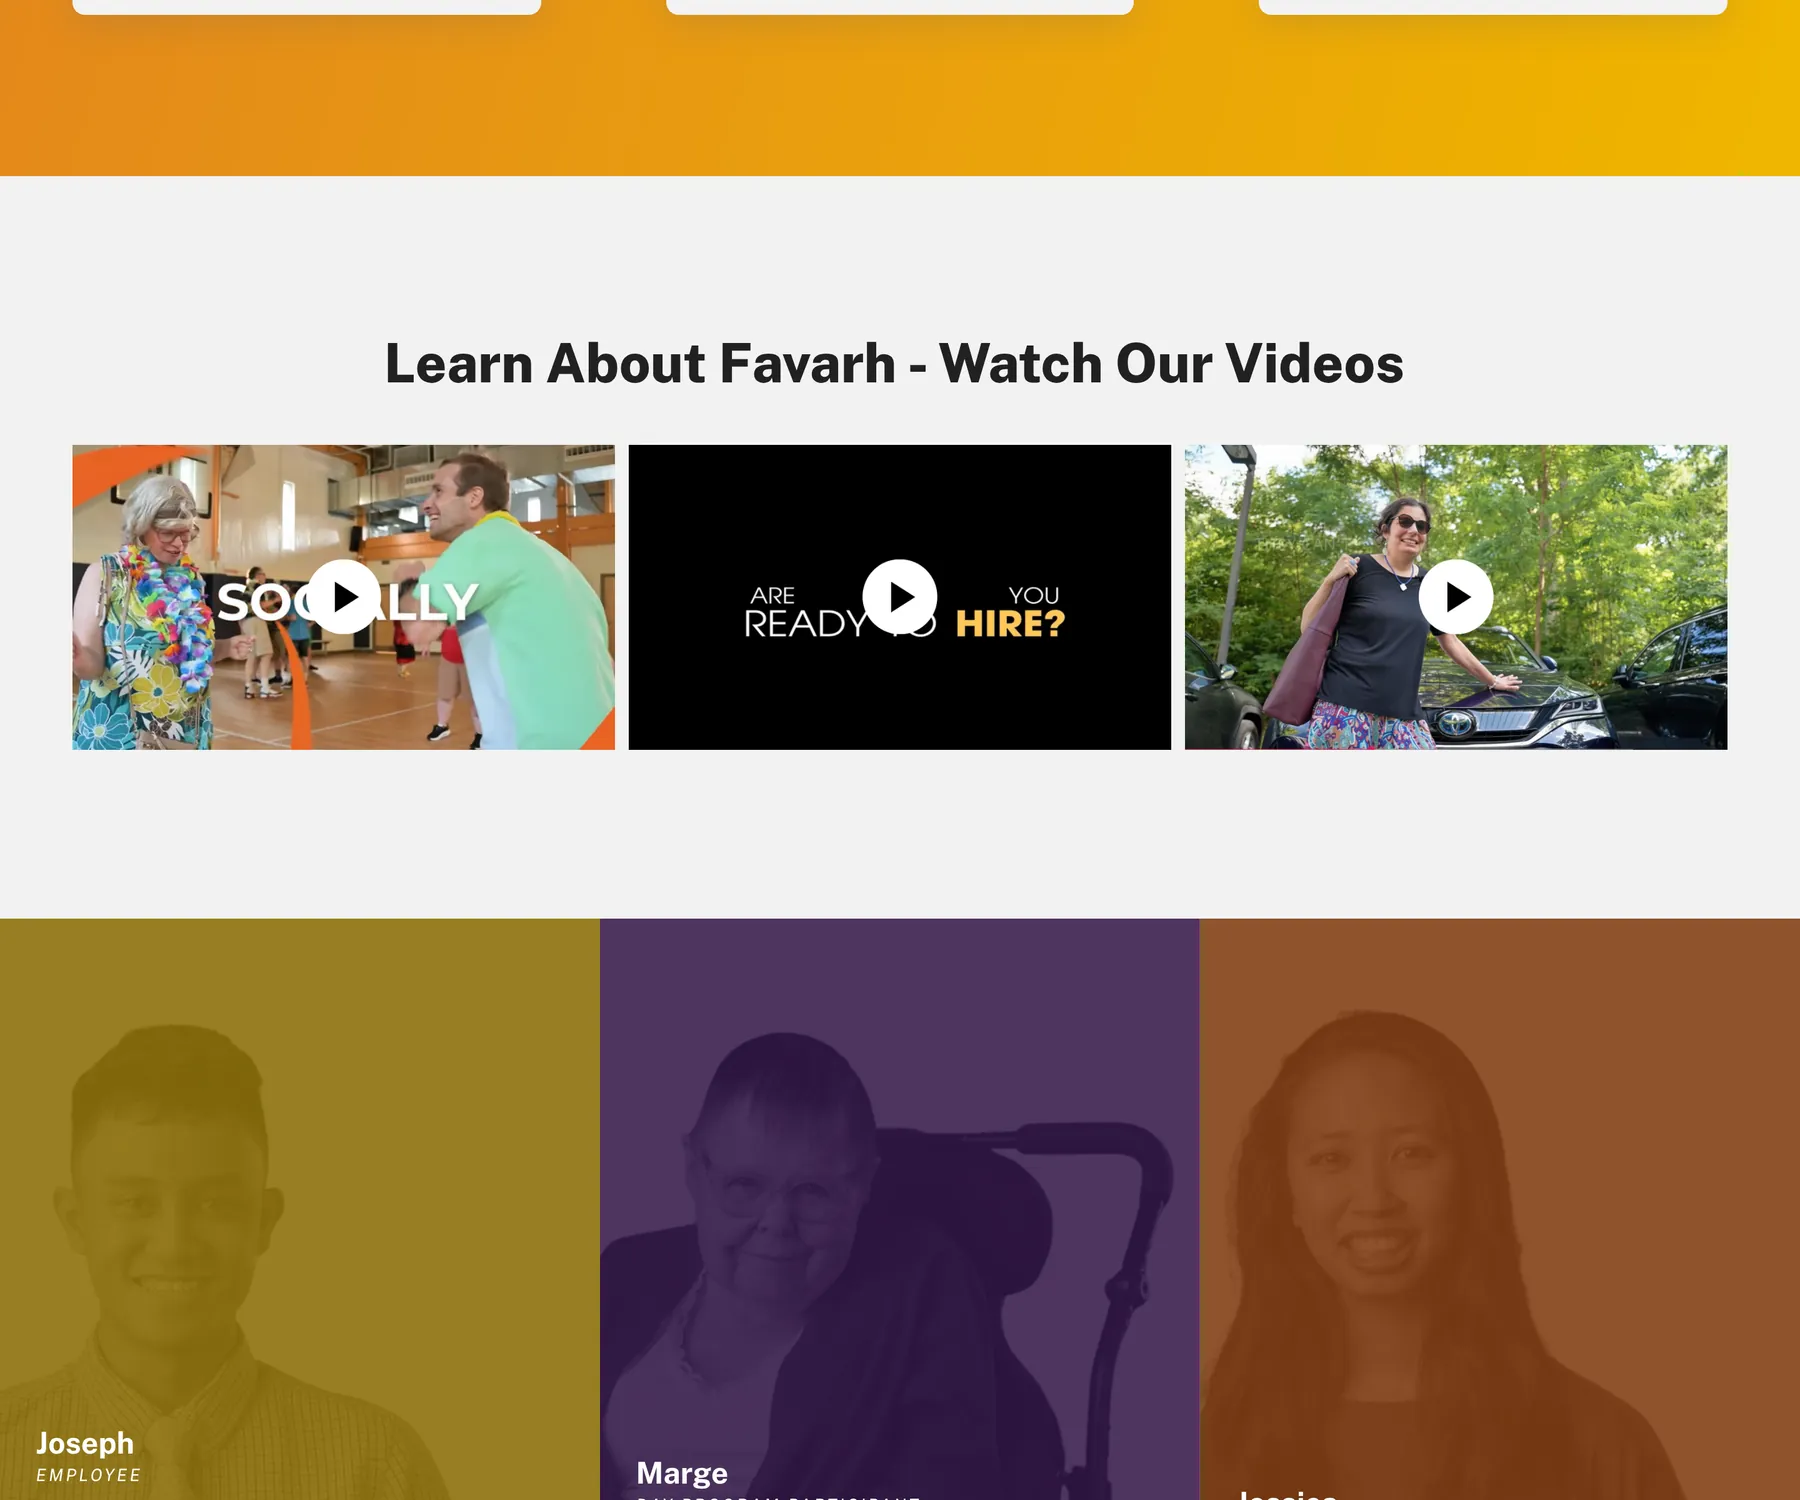 Learn About Favarh - Watch Our Videos
ARE YOU
READY HIRE?
Joseph
EMPLOYEE
Marge